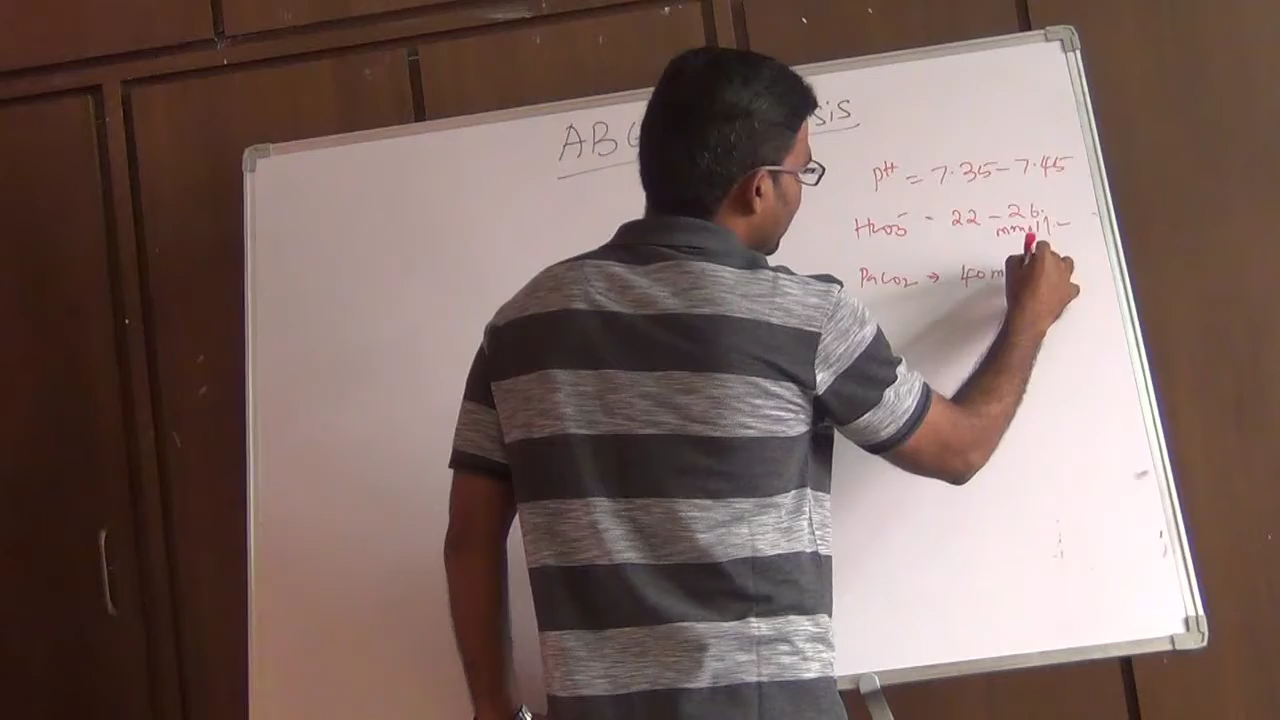 ABG sis
pH = 7.35-7.45
HCO3⁻ - 22-26
mmol/L
PaCO2 → 40 m